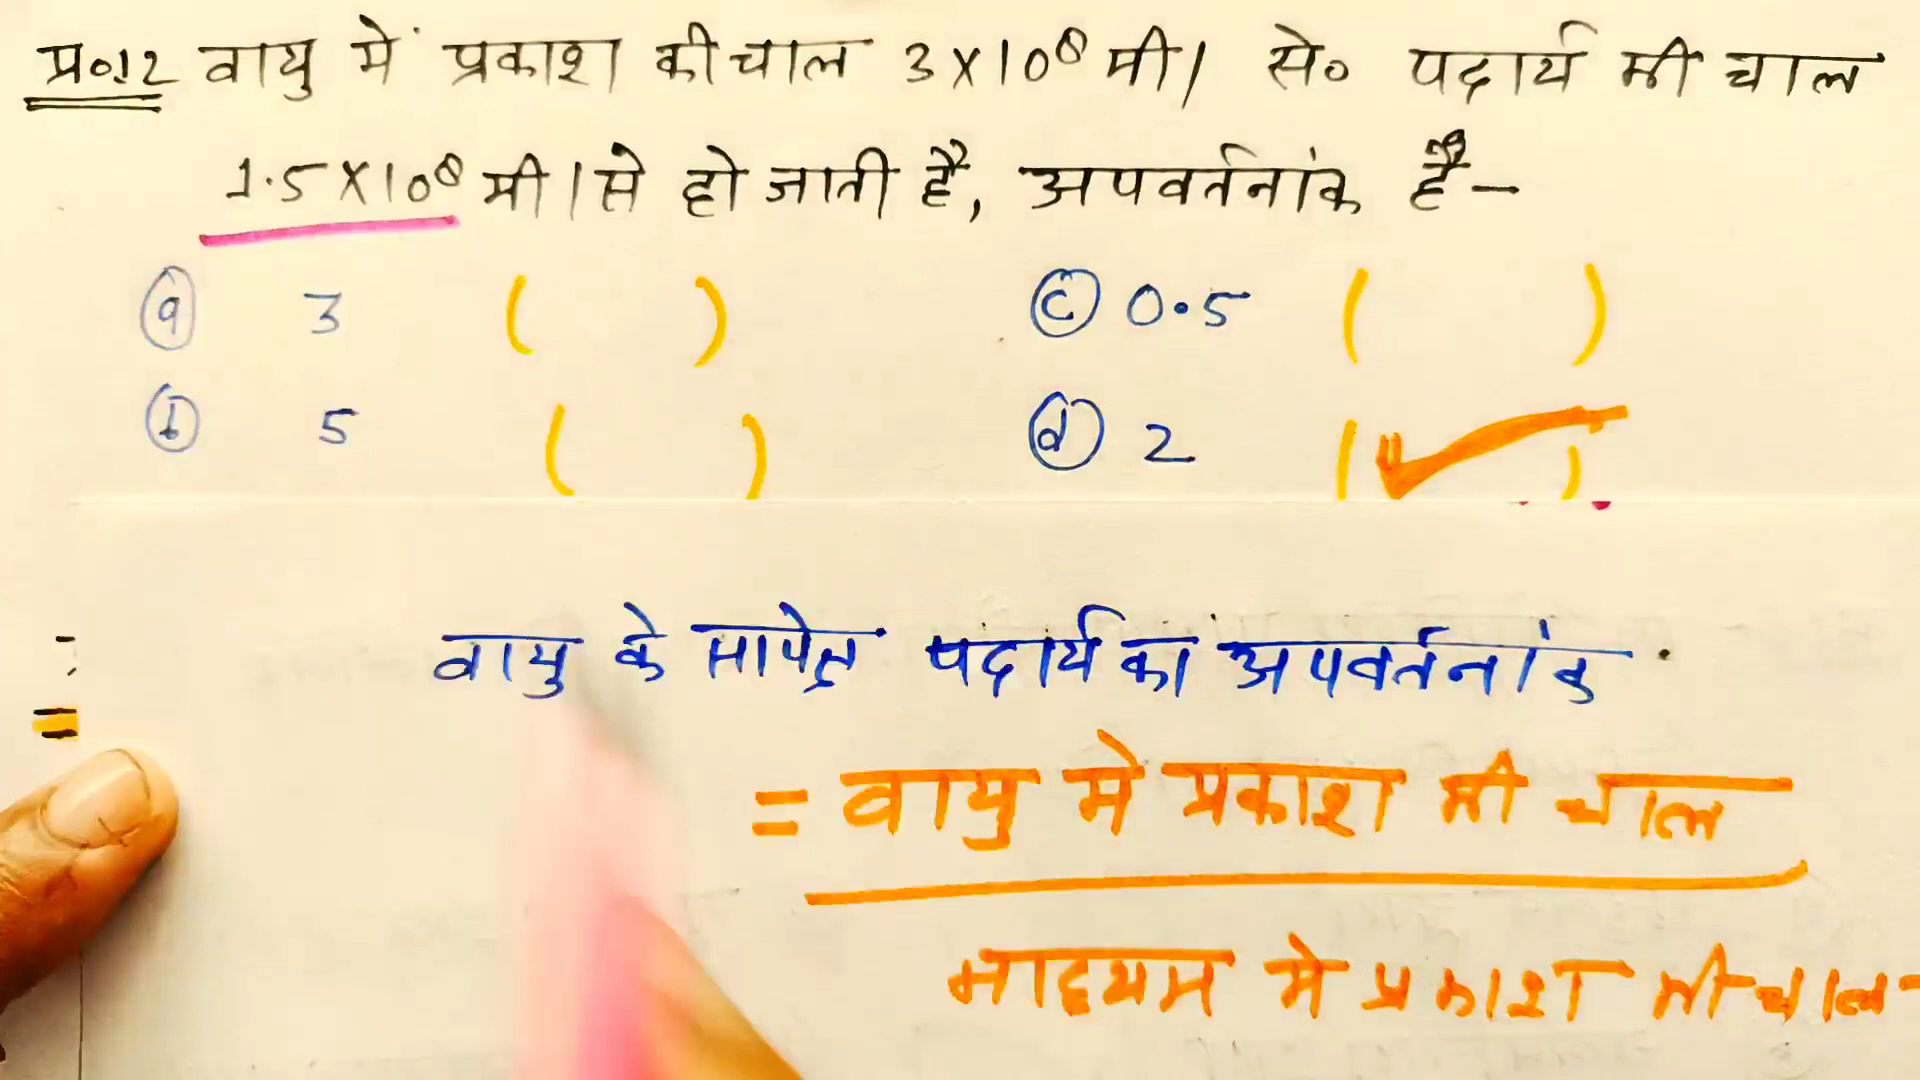 प्र०12 वायु में प्रकाश की चाल 3×10⁸ मी/ से० पदार्थ की चाल
1.5×10⁸ मी/से हो जाती है, अपवर्तनांक है–
a 3 ( ) c 0.5 ( )
b 5 ( ) d 2 ( ✓ )
वायु के सापेक्ष पदार्थ का अपवर्तनांक
= वायु मे प्रकाश की चाल
माध्यम मे प्रकाश की चाल